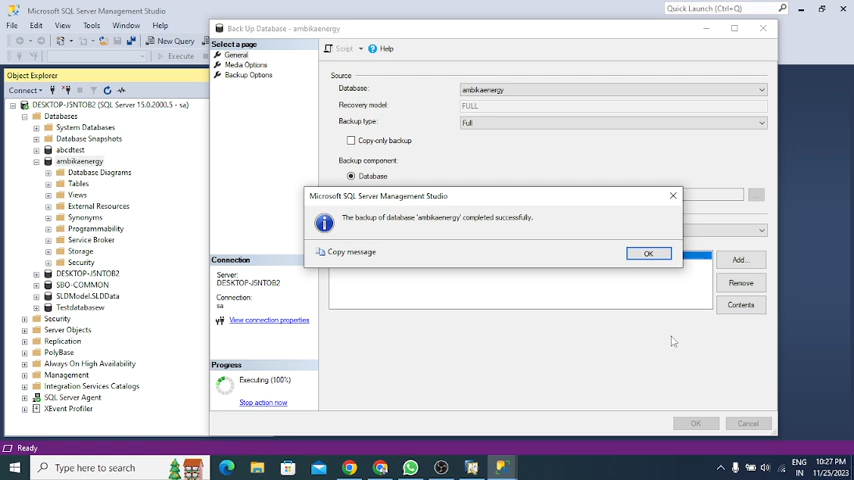 Microsoft SQL Server Management Studio
Quick Launch (Ctrl+Q)
File Edit View Tools Window Help
New Query
Execute
Object Explorer
Connect
DESKTOP-J5NTOB2 (SQL Server 15.0.2000.5 - sa)
Databases
System Databases
Database Snapshots
abcdtest
ambikaenergy
Database Diagrams
Tables
Views
External Resources
Synonyms
Programmability
Service Broker
Storage
Security
DESKTOP-J5NTOB2
SBO-COMMON
SLDModel.SLDData
Testdatabasew
Security
Server Objects
Replication
PolyBase
Always On High Availability
Management
Integration Services Catalogs
SQL Server Agent
XEvent Profiler
Back Up Database - ambikaenergy
Select a page
General
Media Options
Backup Options
Script Help
Source
Database: ambikaenergy
Recovery model: FULL
Backup type: Full
Copy-only backup
Backup component:
Database
...
Microsoft SQL Server Management Studio
The backup of database 'ambikaenergy' completed successfully.
Copy message
OK
Add...
Remove
Contents
Connection
Server:
DESKTOP-J5NTOB2
Connection:
sa
View connection properties
Progress
Executing (100%)
Stop action now
OK Cancel
Ready
Type here to search
ENG
IN
10:27 PM
11/25/2023